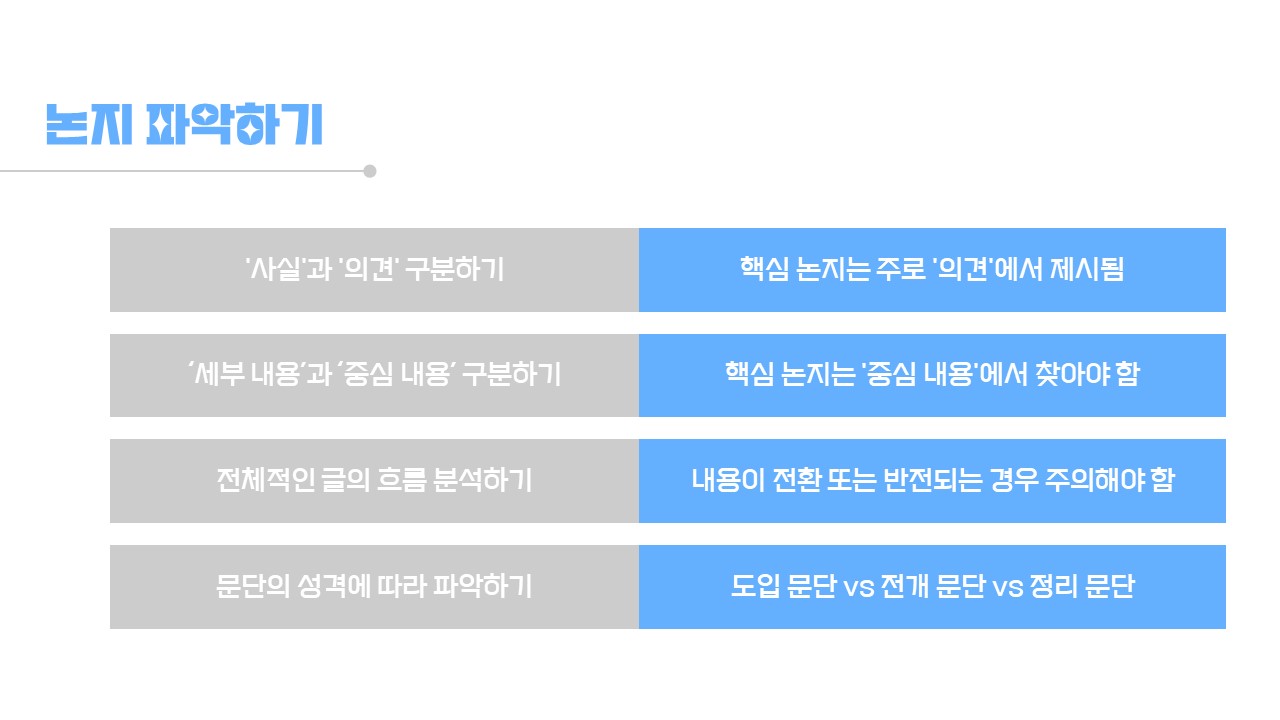 논지 파악하기
'사실'과 '의견' 구분하기
핵심 논지는 주로 '의견'에서 제시됨
‘세부 내용’과 ‘중심 내용’ 구분하기
핵심 논지는 '중심 내용'에서 찾아야 함
전체적인 글의 흐름 분석하기
내용이 전환 또는 반전되는 경우 주의해야 함
문단의 성격에 따라 파악하기
도입 문단 vs 전개 문단 vs 정리 문단